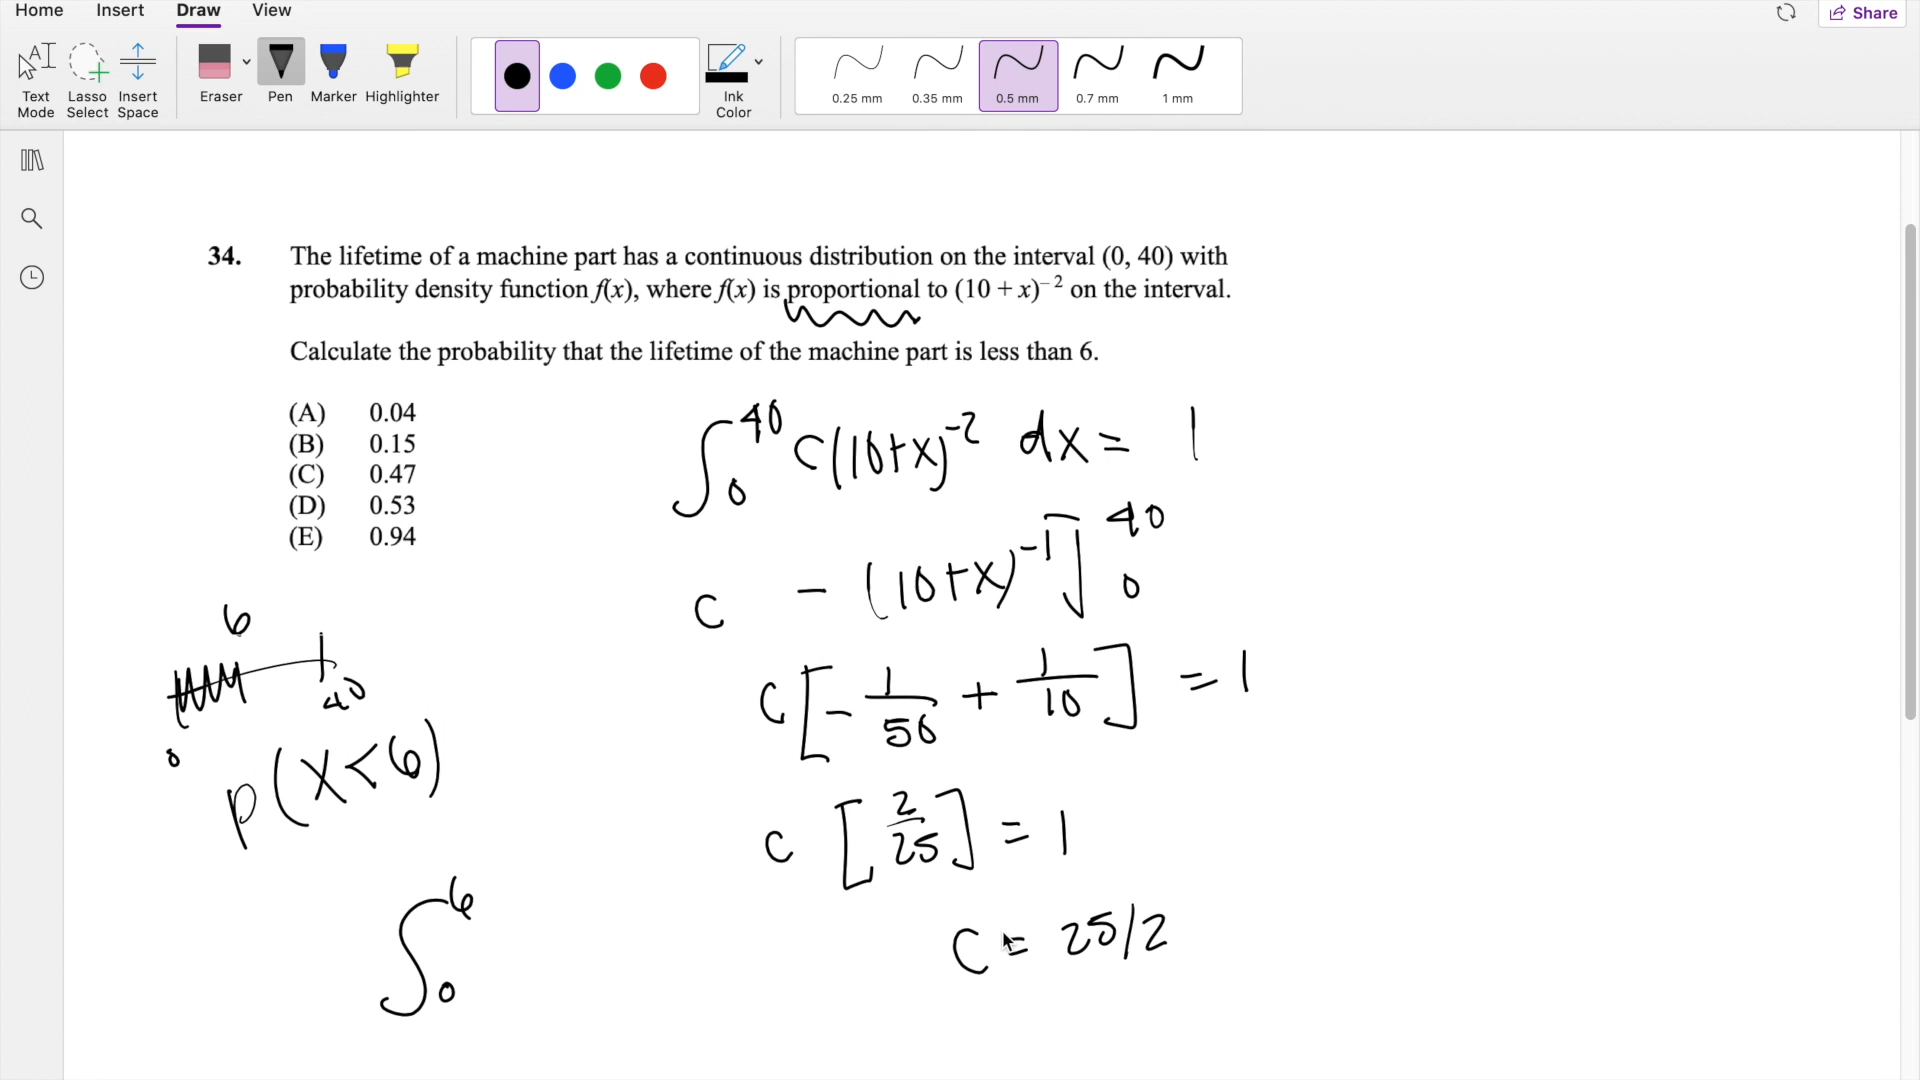 Home Insert Draw View
Share
Text Mode
Lasso Select
Insert Space
Eraser
Pen
Marker
Highlighter
Ink Color
0.25 mm
0.35 mm
0.5 mm
0.7 mm
1 mm
34. The lifetime of a machine part has a continuous distribution on the interval (0, 40) with
probability density function f(x), where f(x) is proportional to (10 + x)⁻² on the interval.
Calculate the probability that the lifetime of the machine part is less than 6.
(A) 0.04
(B) 0.15
(C) 0.47
(D) 0.53
(E) 0.94
∫₀⁴⁰ C(10+x)⁻² dx = 1
C - (10+x)⁻¹]₀⁴⁰
C[-1/50 + 1/10] = 1
C [2/25] = 1
C = 25/2
6
40
0
P(X<6)
∫₀⁶